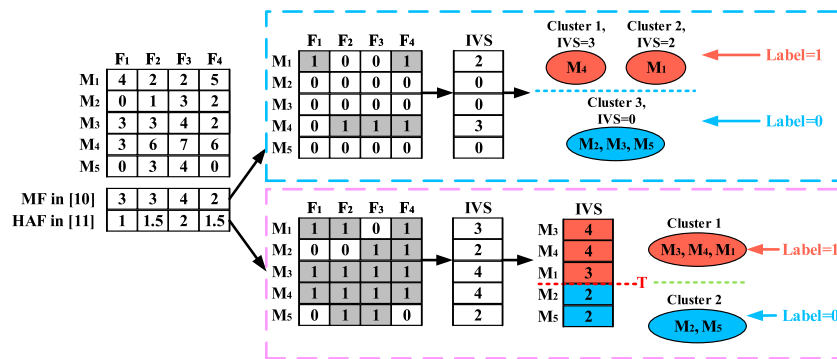 F1 F2 F3 F4
M1 4 2 2 5
M2 0 1 3 2
M3 3 3 4 2
M4 3 6 7 6
M5 0 3 4 0
MF in [10] 3 3 4 2
HAF in [11] 1 1.5 2 1.5
F1 F2 F3 F4 IVS
M1 1 0 0 1 2
M2 0 0 0 0 0
M3 0 0 0 0 0
M4 0 1 1 1 3
M5 0 0 0 0 0
Cluster 1,
IVS=3
M4
Cluster 2,
IVS=2
M1
Label=1
Cluster 3,
IVS=0
M2, M3, M5
Label=0
F1 F2 F3 F4 IVS
M1 1 1 0 1 3
M2 0 0 1 1 2
M3 1 1 1 1 4
M4 1 1 1 1 4
M5 0 1 1 0 2
IVS
M3 4
M4 4
M1 3
T
M2 2
M5 2
Cluster 1
M3, M4, M1
Label=1
Cluster 2
M2, M5
Label=0